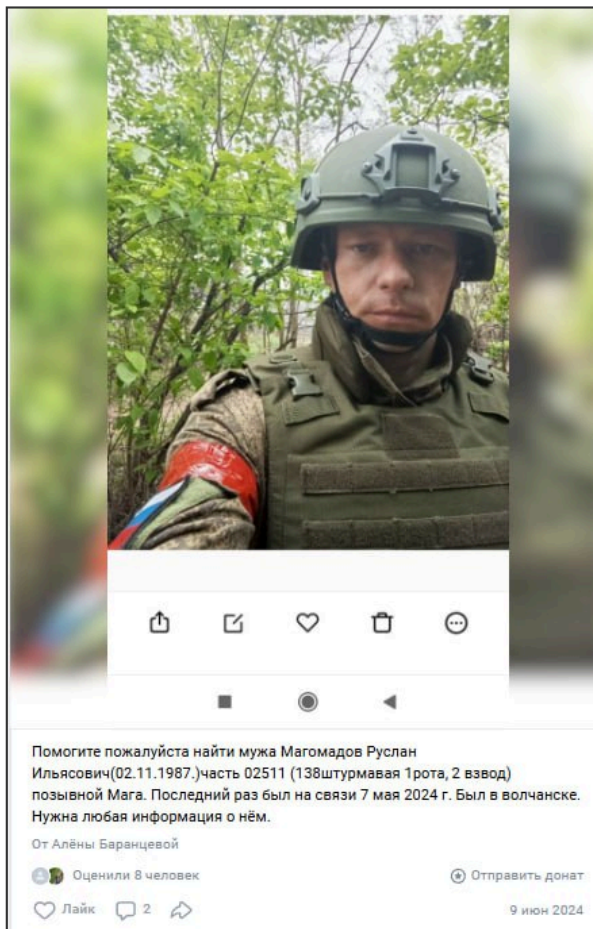 Помогите пожалуйста найти мужа Магомадов Руслан
Ильясович(02.11.1987.)часть 02511 (138штурмавая 1рота, 2 взвод)
позывной Мага. Последний раз был на связи 7 мая 2024 г. Был в волчанске.
Нужна любая информация о нём.
От Алёны Баранцевой
Оценили 8 человек
Отправить донат
Лайк
2
9 июн 2024